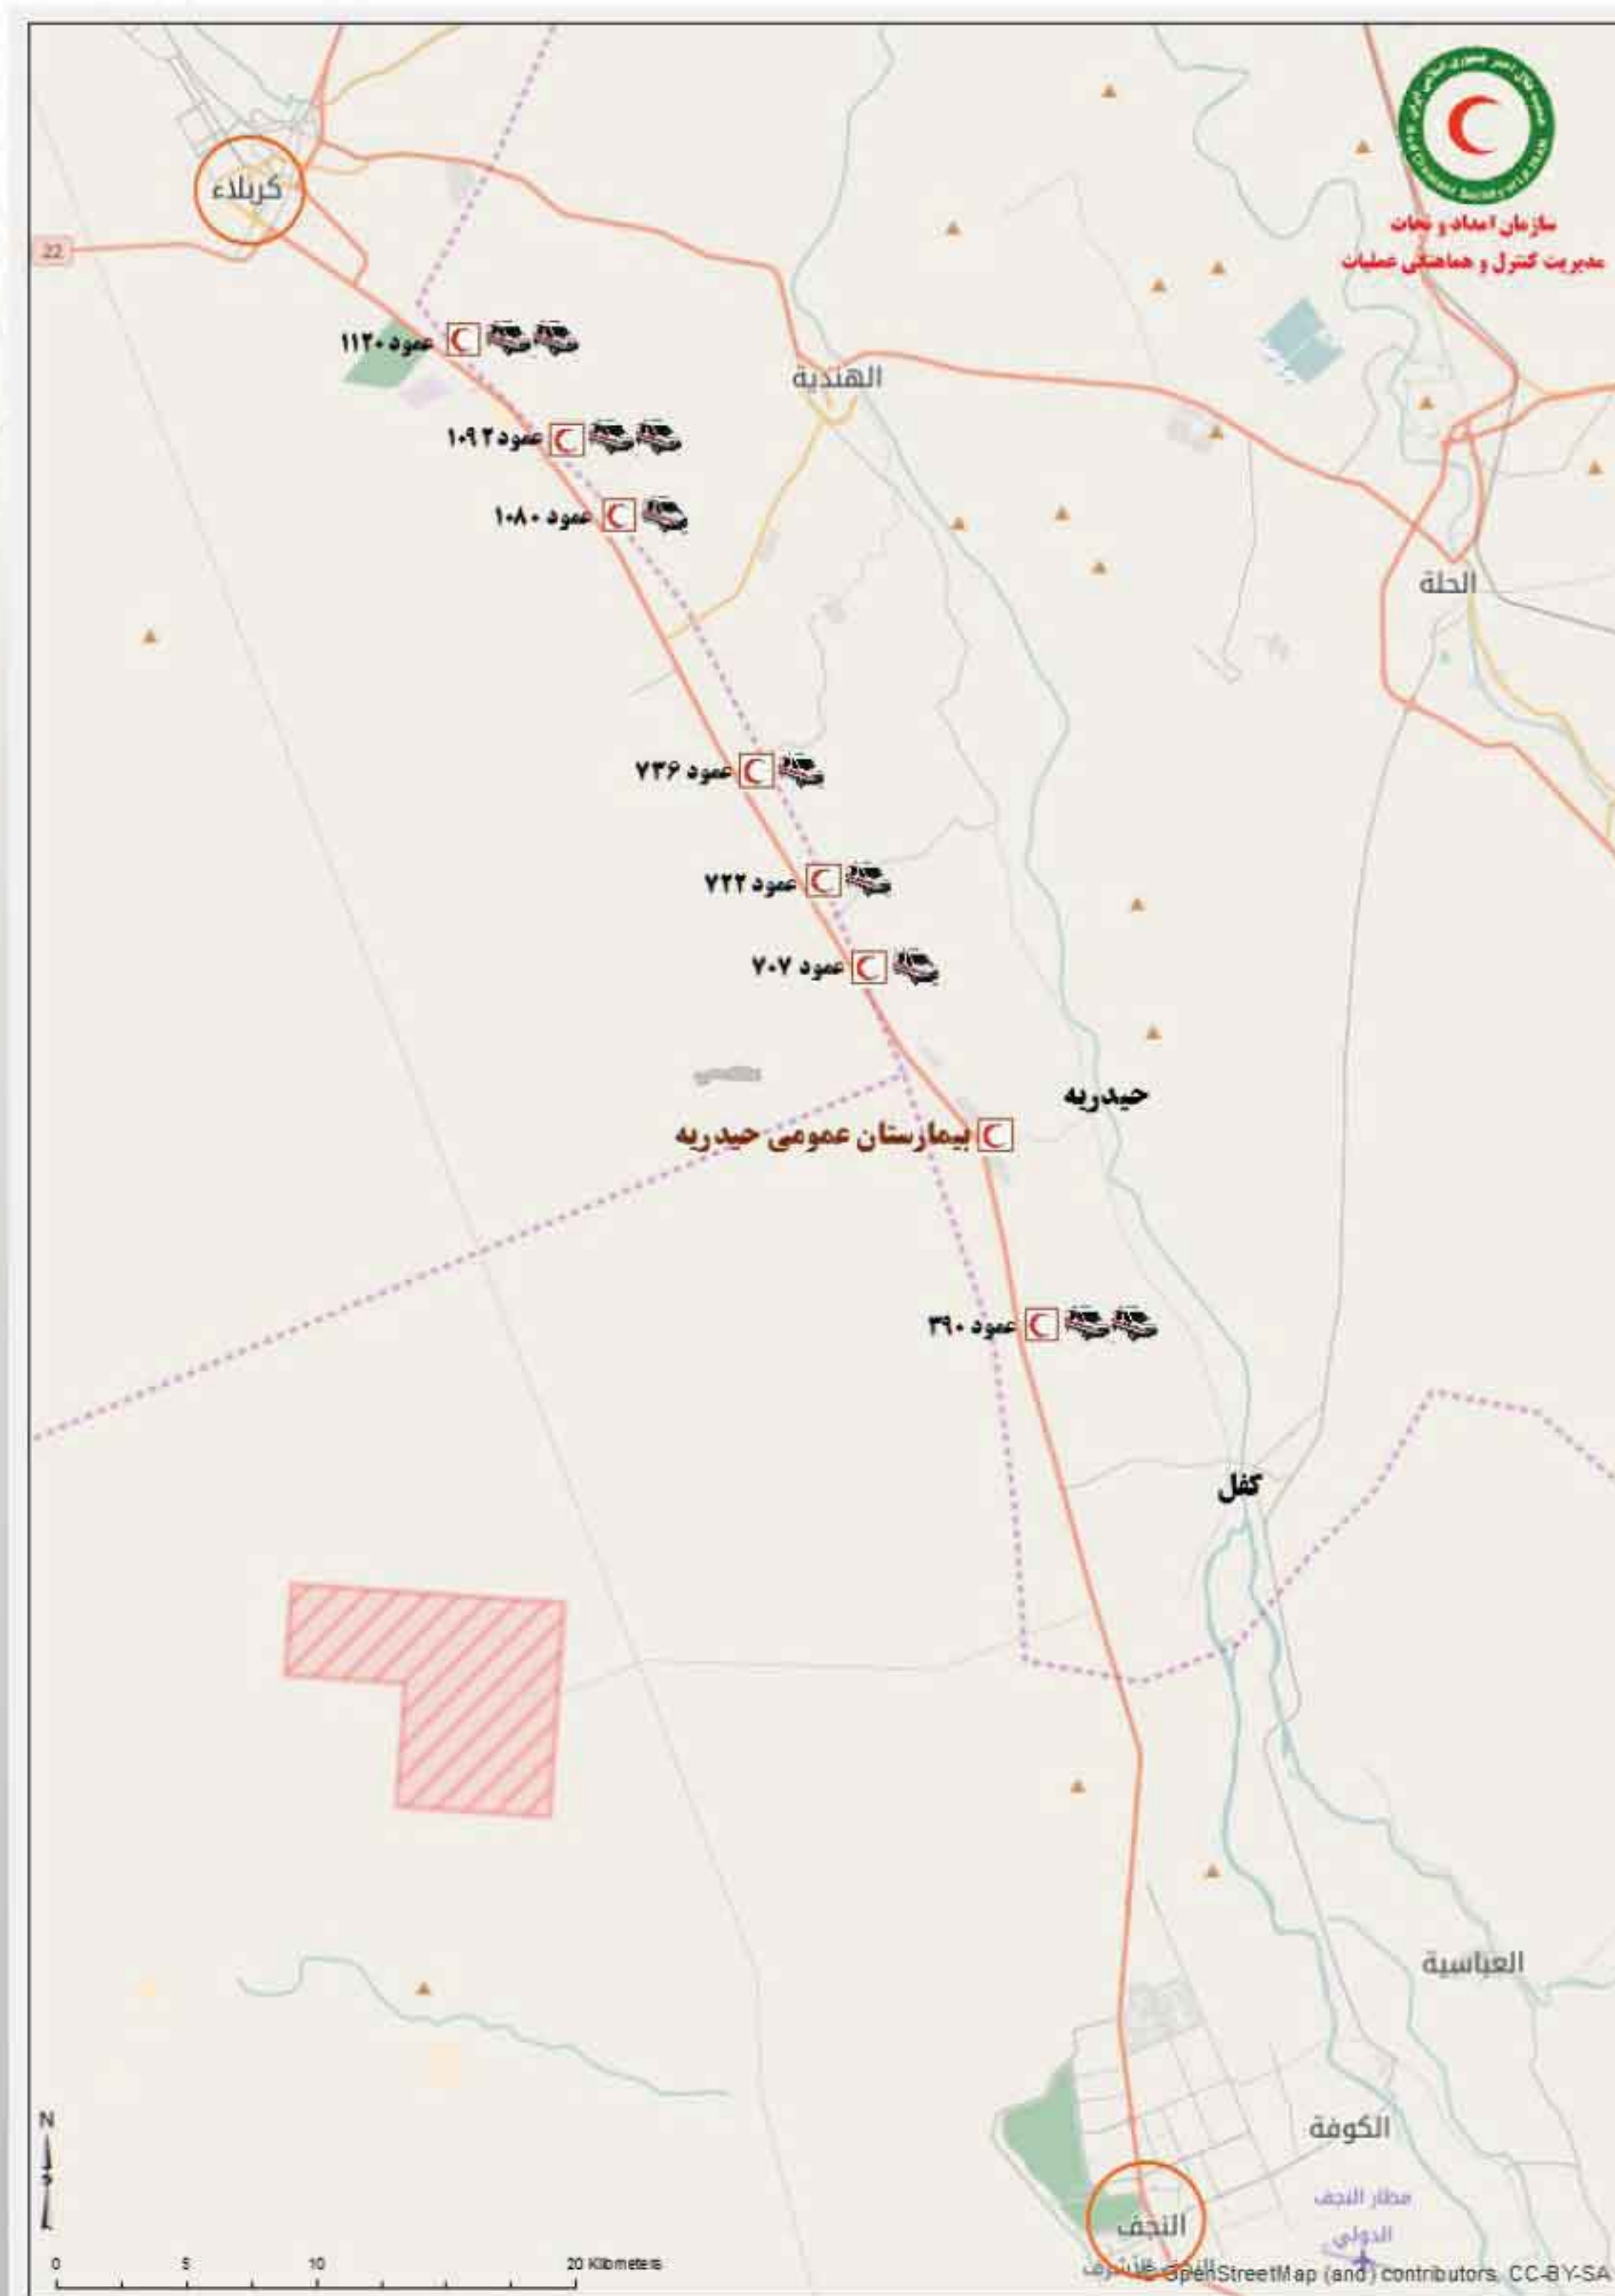 سازمان امداد و نجات
مدیریت کنترل و هماهنگی عملیات
كربلاء
22
عمود ۱۱۲۰
الهندية
عمود ۱۰۹۲
عمود ۱۰۸۰
الحلة
عمود ۷۳۶
عمود ۷۲۲
عمود ۷۰۷
حیدریه
بیمارستان عمومی حیدریه
عمود ۳۹۰
کفل
العباسية
N
الكوفة
مطار النجف
الدولي
النجف
0 5 10 20 Kilometers
© OpenStreetMap (and) contributors, CC-BY-SA